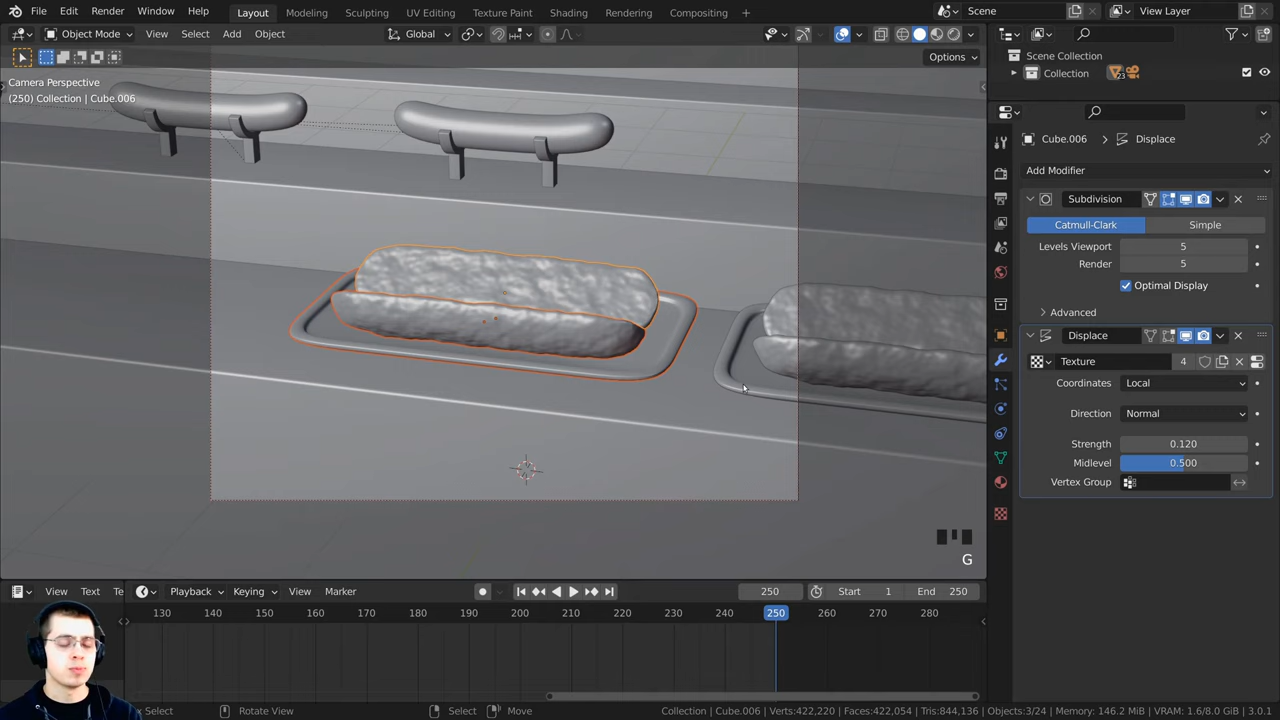 File Edit Render Window Help Layout Modeling Sculpting UV Editing Texture Paint Shading Rendering Compositing + Scene View Layer
Object Mode View Select Add Object Global
Options
Camera Perspective
(250) Collection | Cube.006
Scene Collection
Collection 23
Cube.006 > Displace
Add Modifier
Subdivision
Catmull-Clark Simple
Levels Viewport 5
Render 5
Optimal Display
Advanced
Displace
Texture 4
Coordinates Local
Direction Normal
Strength 0.120
Midlevel 0.500
Vertex Group
G
View Text Te Playback Keying View Marker 250 Start 1 End 250
130 140 150 160 170 180 190 200 210 220 230 240 250 260 270 280
Select Rotate View Select Move Collection | Cube.006 | Verts:422,220 | Faces:422,054 | Tris:844,136 | Objects:3/24 | Memory: 146.2 MiB | VRAM: 1.6/8.0 GiB | 3.0.1